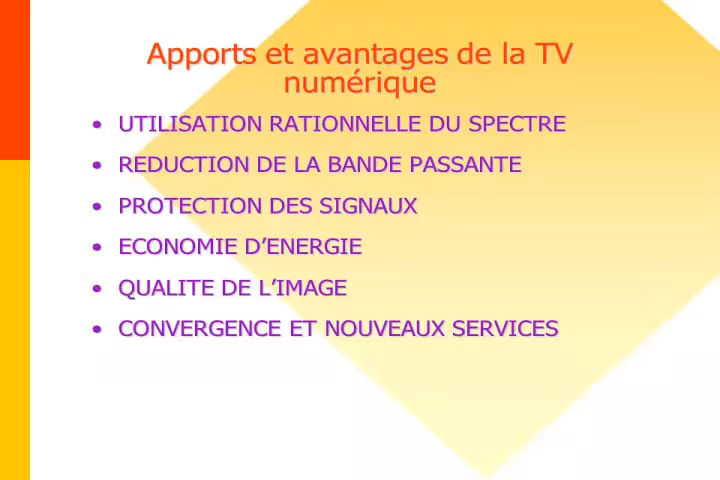 Apports et avantages de la TV
numérique
• UTILISATION RATIONNELLE DU SPECTRE
• REDUCTION DE LA BANDE PASSANTE
• PROTECTION DES SIGNAUX
• ECONOMIE D’ENERGIE
• QUALITE DE L’IMAGE
• CONVERGENCE ET NOUVEAUX SERVICES